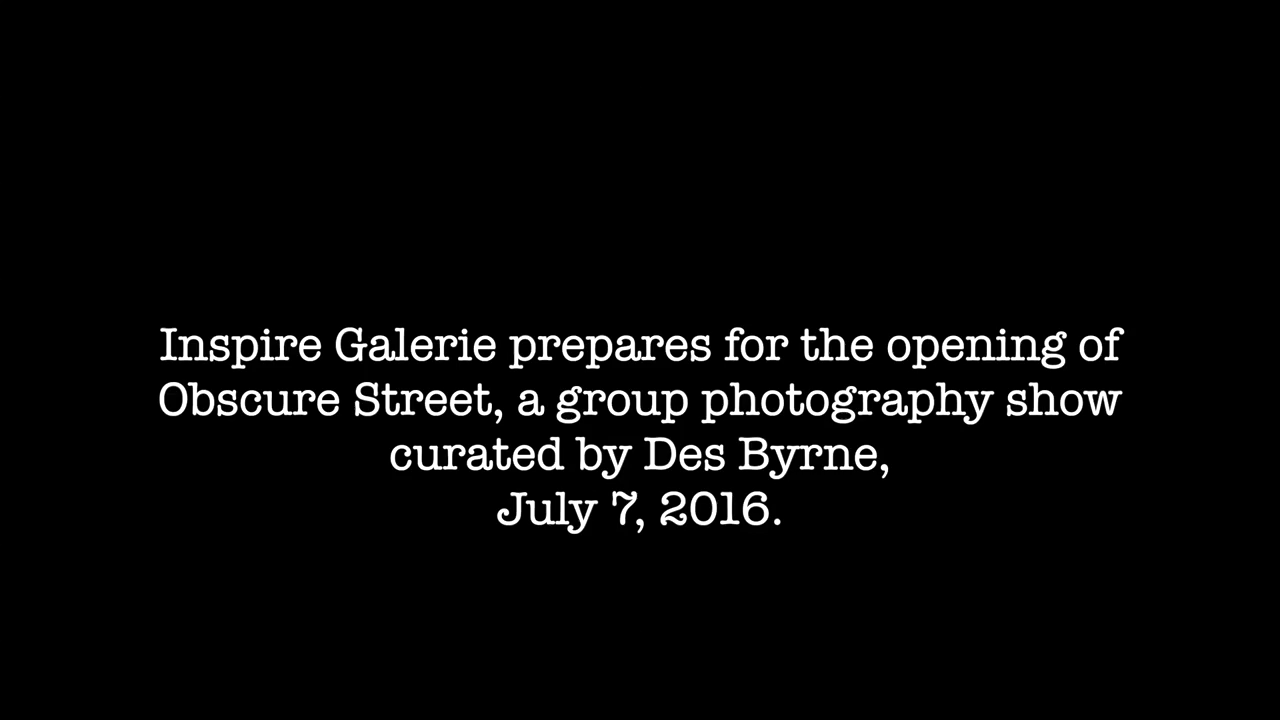 Inspire Galerie prepares for the opening of
Obscure Street, a group photography show
curated by Des Byrne,
July 7, 2016.